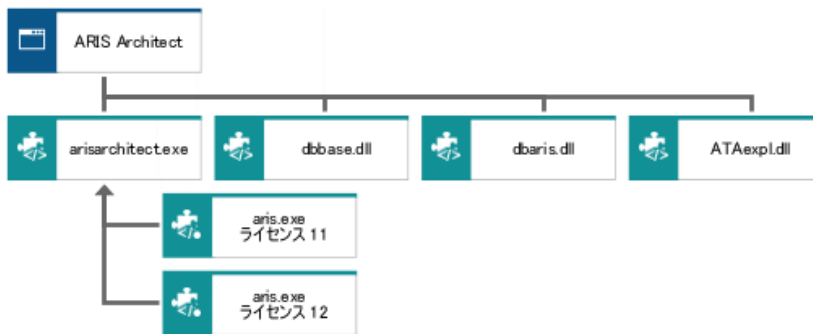 ARIS Architect
arisarchitect.exe
dbbase.dll
dbaris.dll
ATAexpl.dll
aris.exe
ライセンス 11
aris.exe
ライセンス 12